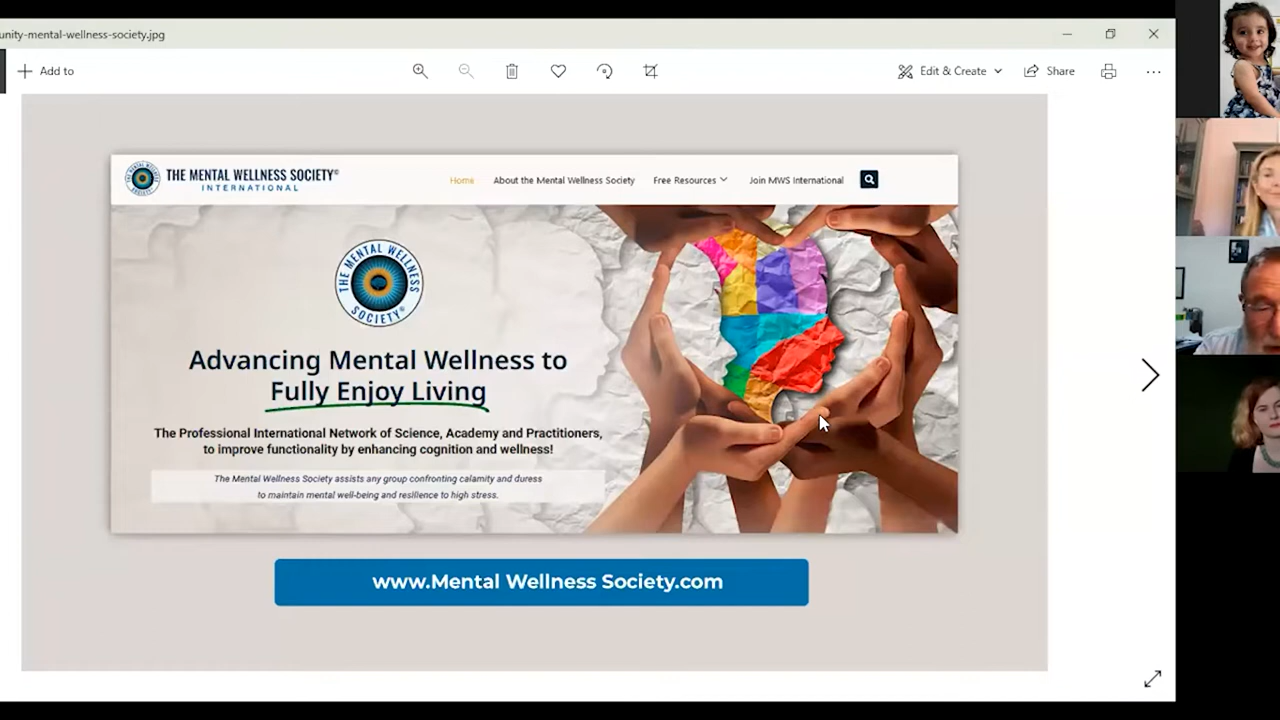 unity-mental-wellness-society.jpg
Add to
Edit & Create
Share
THE MENTAL WELLNESS SOCIETY©
INTERNATIONAL
Home
About the Mental Wellness Society
Free Resources
Join MWS International
THE MENTAL WELLNESS SOCIETY
Advancing Mental Wellness to
Fully Enjoy Living
The Professional International Network of Science, Academy and Practitioners,
to improve functionality by enhancing cognition and wellness!
The Mental Wellness Society assists any group confronting calamity and duress
to maintain mental well-being and resilience to high stress.
www.Mental Wellness Society.com